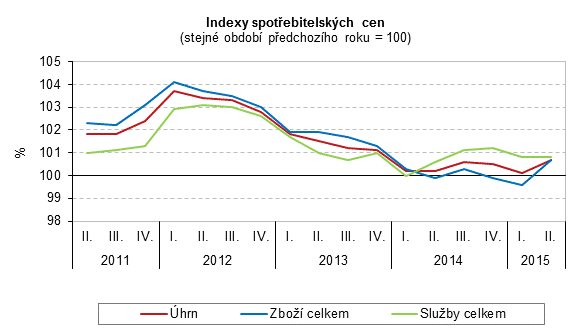 Indexy spotřebitelských cen
(stejné období předchozího roku = 100)
105
104
103
102
101
100
99
98
%
II. III. IV. I. II. III. IV. I. II. III. IV. I. II. III. IV. I. II.
2011 2012 2013 2014 2015
Úhrn Zboží celkem Služby celkem